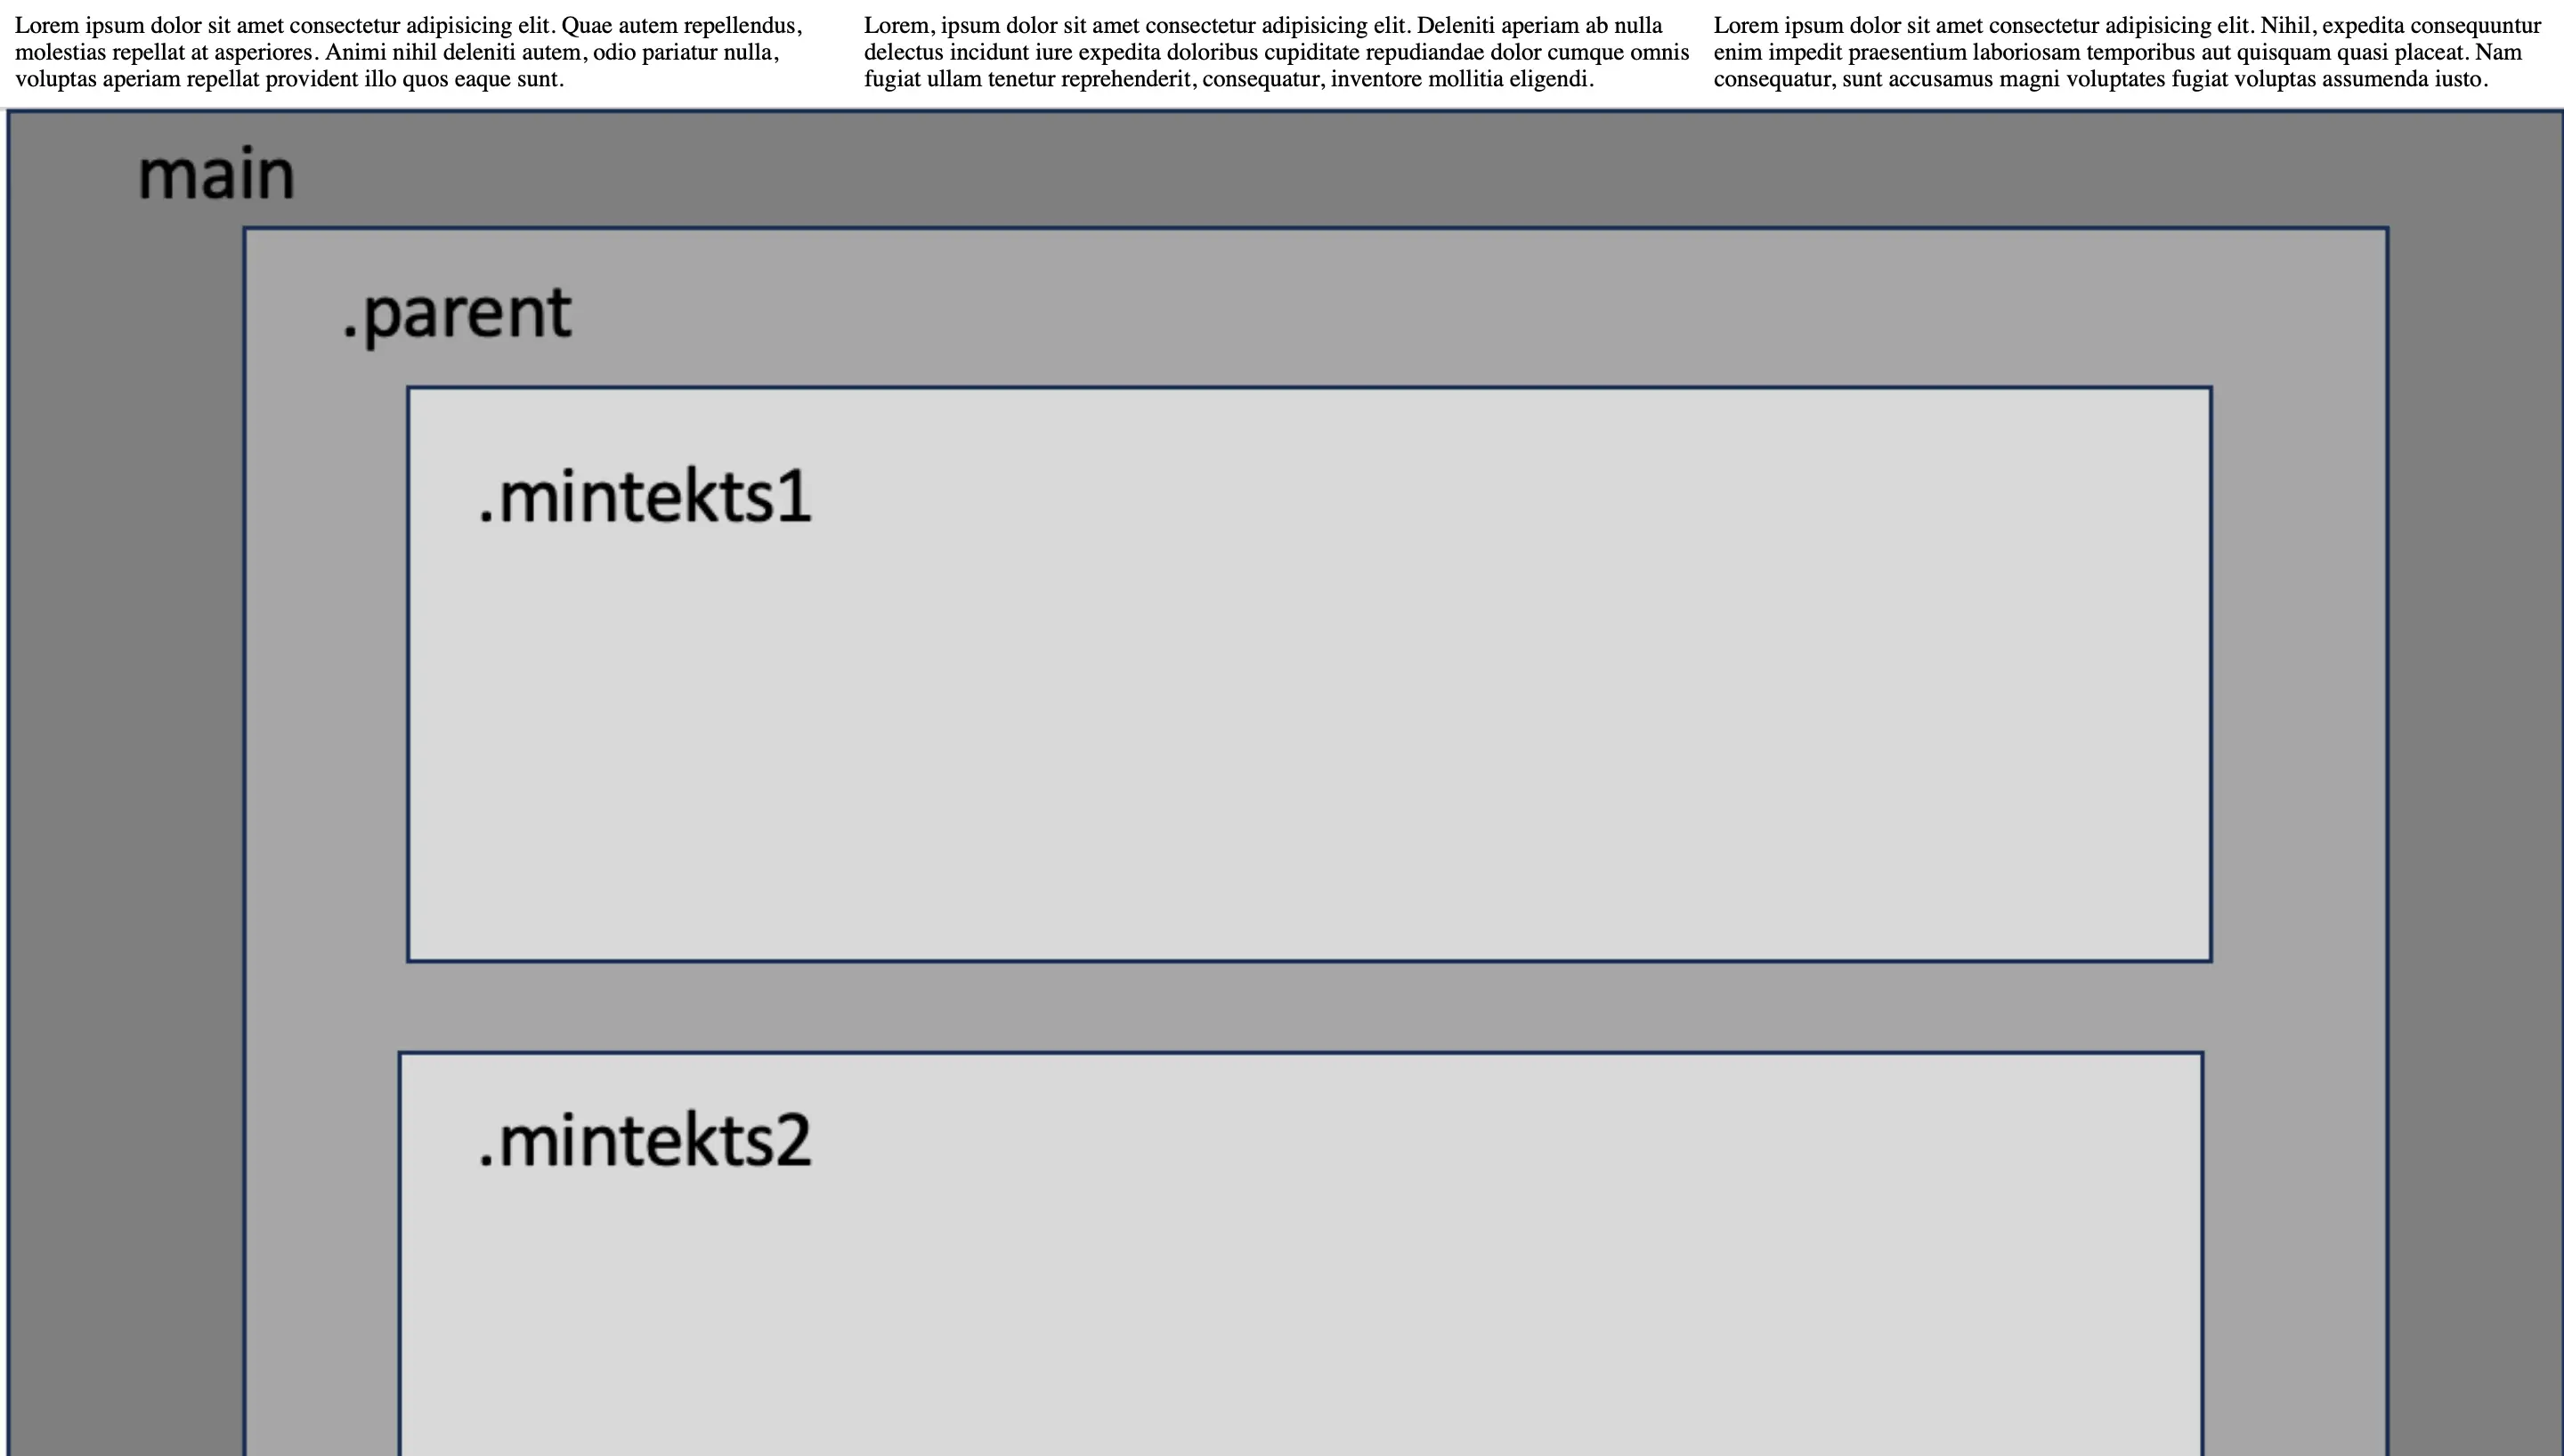 Lorem ipsum dolor sit amet consectetur adipisicing elit. Quae autem repellendus,
molestias repellat at asperiores. Animi nihil deleniti autem, odio pariatur nulla,
voluptas aperiam repellat provident illo quos eaque sunt.
Lorem, ipsum dolor sit amet consectetur adipisicing elit. Deleniti aperiam ab nulla
delectus incidunt iure expedita doloribus cupiditate repudiandae dolor cumque omnis
fugiat ullam tenetur reprehenderit, consequatur, inventore mollitia eligendi.
Lorem ipsum dolor sit amet consectetur adipisicing elit. Nihil, expedita consequuntur
enim impedit praesentium laboriosam temporibus aut quisquam quasi placeat. Nam
consequatur, sunt accusamus magni voluptates fugiat voluptas assumenda iusto.
main
.parent
.mintekts1
.mintekts2